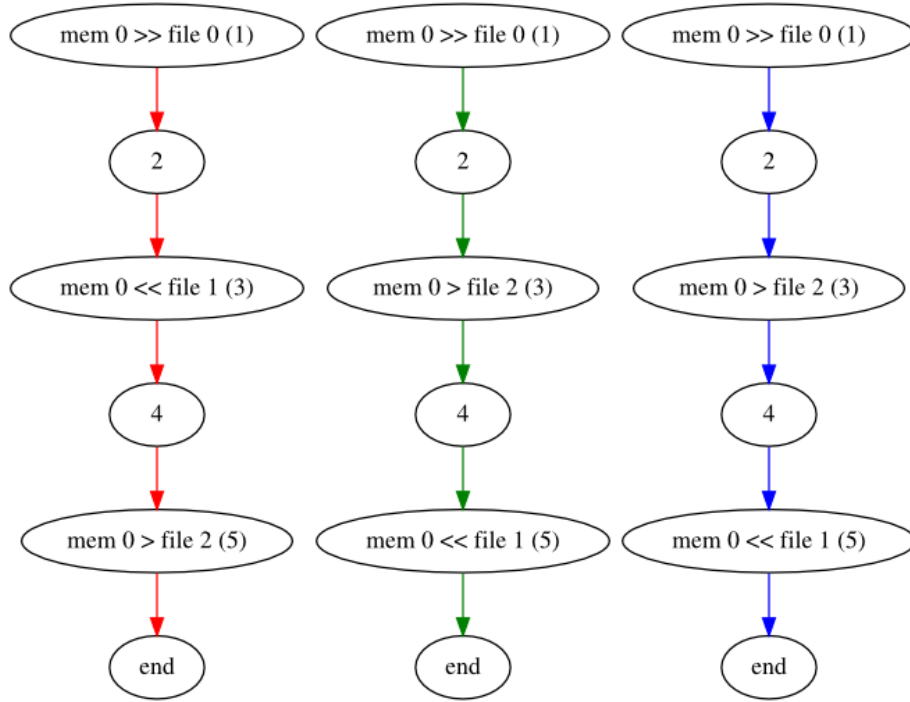 mem 0 >> file 0 (1) mem 0 >> file 0 (1) mem 0 >> file 0 (1)
2 2 2
mem 0 << file 1 (3) mem 0 > file 2 (3) mem 0 > file 2 (3)
4 4 4
mem 0 > file 2 (5) mem 0 << file 1 (5) mem 0 << file 1 (5)
end end end